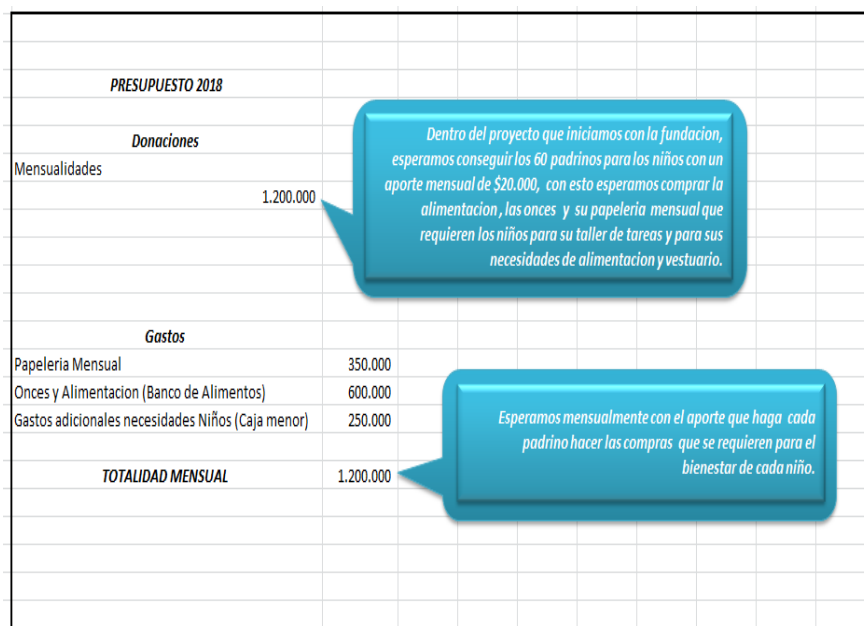 PRESUPUESTO 2018
Donaciones
Mensualidades
1.200.000
Dentro del proyecto que iniciamos con la fundacion,
esperamos conseguir los 60 padrinos para los niños con un
aporte mensual de $20.000, con esto esperamos comprar la
alimentacion, las onces y su papeleria mensual que
requieren los niños para su taller de tareas y para sus
necesidades de alimentacion y vestuario.
Gastos
Papeleria Mensual 350.000
Onces y Alimentacion (Banco de Alimentos) 600.000
Gastos adicionales necesidades Niños (Caja menor) 250.000
TOTALIDAD MENSUAL 1.200.000
Esperamos mensualmente con el aporte que haga cada
padrino hacer las compras que se requieren para el
bienestar de cada niño.